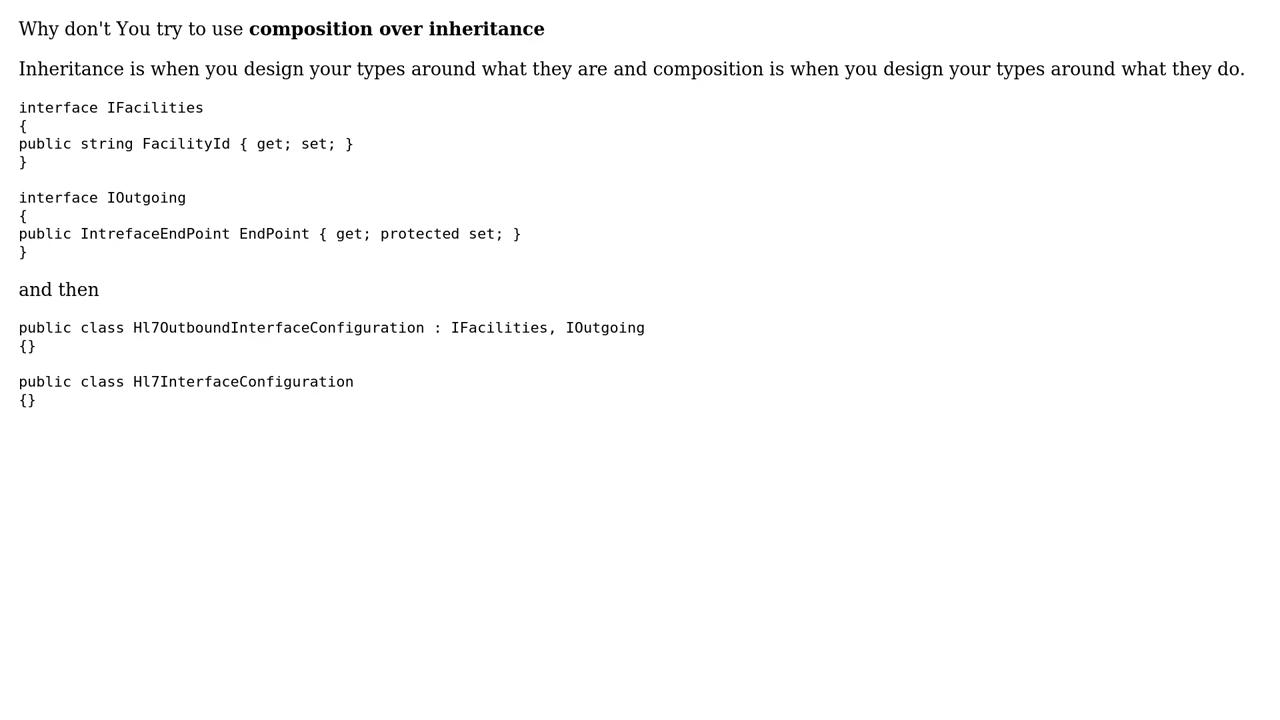 Why don't You try to use composition over inheritance
Inheritance is when you design your types around what they are and composition is when you design your types around what they do.
interface IFacilities
{
public string FacilityId { get; set; }
}
interface IOutgoing
{
public IntrefaceEndPoint EndPoint { get; protected set; }
}
and then
public class Hl7OutboundInterfaceConfiguration : IFacilities, IOutgoing
{}
public class Hl7InterfaceConfiguration
{}